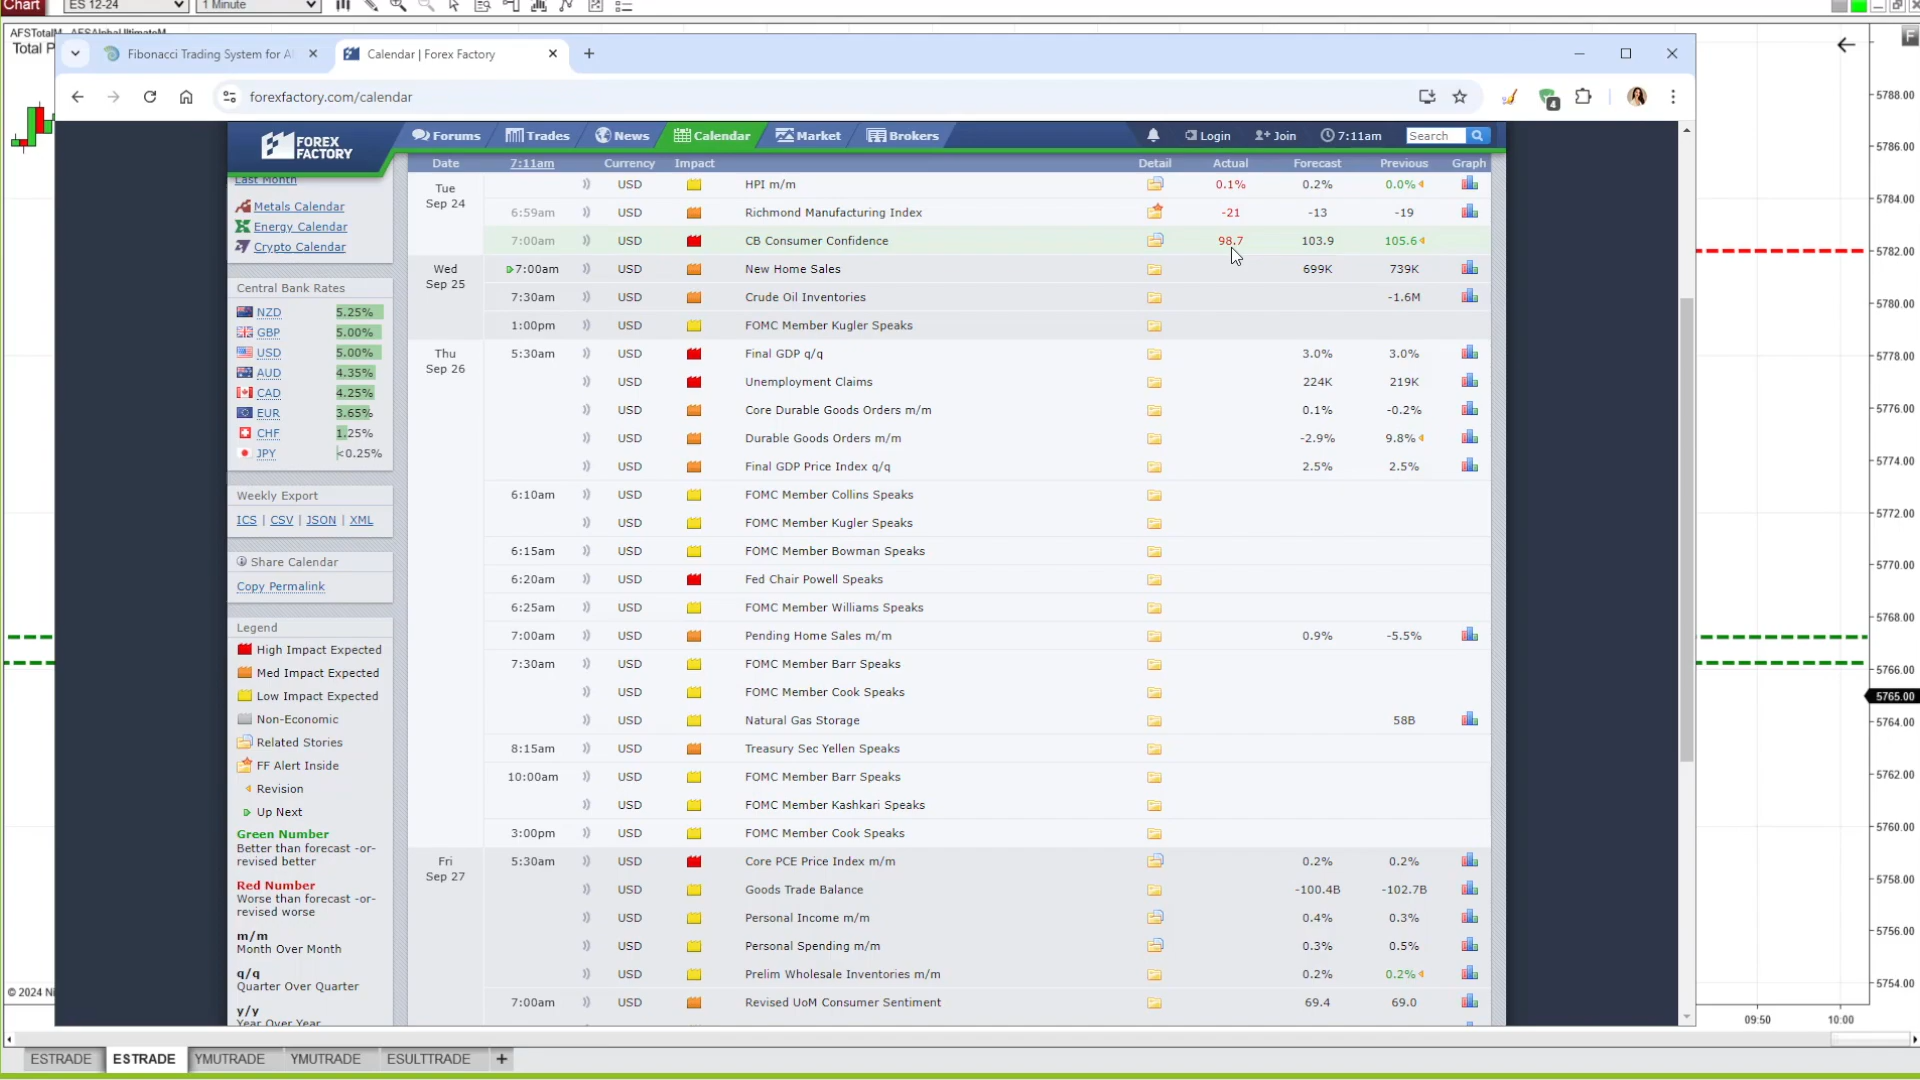 Chart
ES 12-24
1 Minute
AFSTotalM AFSAlphaUltimateM
Total P
F
Fibonacci Trading System for A
Calendar | Forex Factory
forexfactory.com/calendar
4
FOREX
FACTORY
Forums Trades News Calendar Market Brokers
Login Join 7:11am Search
Date 7:11am Currency Impact Detail Actual Forecast Previous Graph
Last Month
Metals Calendar
Energy Calendar
Crypto Calendar
Central Bank Rates
NZD 5.25%
GBP 5.00%
USD 5.00%
AUD 4.35%
CAD 4.25%
EUR 3.65%
CHF 1.25%
JPY <0.25%
Weekly Export
ICS | CSV | JSON | XML
Share Calendar
Copy Permalink
Legend
High Impact Expected
Med Impact Expected
Low Impact Expected
Non-Economic
Related Stories
FF Alert Inside
Revision
Up Next
Green Number
Better than forecast -or-
revised better
Red Number
Worse than forecast -or-
revised worse
m/m
Month Over Month
q/q
Quarter Over Quarter
y/y
Year Over Year
Tue
Sep 24
USD HPI m/m 0.1% 0.2% 0.0%
6:59am USD Richmond Manufacturing Index -21 -13 -19
7:00am USD CB Consumer Confidence 98.7 103.9 105.6
Wed
Sep 25
7:00am USD New Home Sales 699K 739K
7:30am USD Crude Oil Inventories -1.6M
1:00pm USD FOMC Member Kugler Speaks
Thu
Sep 26
5:30am USD Final GDP q/q 3.0% 3.0%
USD Unemployment Claims 224K 219K
USD Core Durable Goods Orders m/m 0.1% -0.2%
USD Durable Goods Orders m/m -2.9% 9.8%
USD Final GDP Price Index q/q 2.5% 2.5%
6:10am USD FOMC Member Collins Speaks
USD FOMC Member Kugler Speaks
6:15am USD FOMC Member Bowman Speaks
6:20am USD Fed Chair Powell Speaks
6:25am USD FOMC Member Williams Speaks
7:00am USD Pending Home Sales m/m 0.9% -5.5%
7:30am USD FOMC Member Barr Speaks
USD FOMC Member Cook Speaks
USD Natural Gas Storage 58B
8:15am USD Treasury Sec Yellen Speaks
10:00am USD FOMC Member Barr Speaks
USD FOMC Member Kashkari Speaks
3:00pm USD FOMC Member Cook Speaks
Fri
Sep 27
5:30am USD Core PCE Price Index m/m 0.2% 0.2%
USD Goods Trade Balance -100.4B -102.7B
USD Personal Income m/m 0.4% 0.3%
USD Personal Spending m/m 0.3% 0.5%
USD Prelim Wholesale Inventories m/m 0.2% 0.2%
7:00am USD Revised UoM Consumer Sentiment 69.4 69.0
5788.00
5786.00
5784.00
5782.00
5780.00
5778.00
5776.00
5774.00
5772.00
5770.00
5768.00
5766.00
5765.00
5764.00
5762.00
5760.00
5758.00
5756.00
5754.00
© 2024 Ni
09:50 10:00
ESTRADE ESTRADE YMUTRADE YMUTRADE ESULTTRADE +